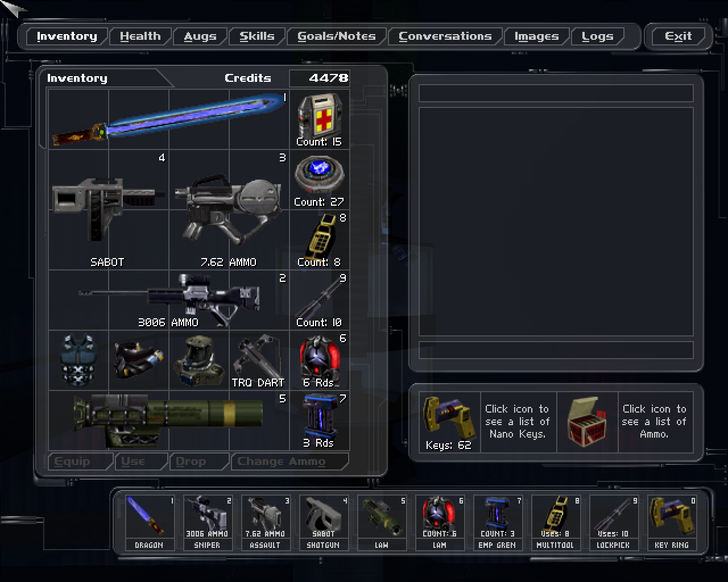 Inventory Health Augs Skills Goals/Notes Conversations Images Logs Exit
Inventory Credits 4478
1
Count: 15
4 3
Count: 27
8
SABOT 7.62 AMMO Count: 8
2 9
3006 AMMO Count: 10
6
TRQ DART 6 Rds
5 7
3 Rds
Equip Use Drop Change Ammo
Keys: 62
Click icon to
see a list of
Nano Keys.
Click icon to
see a list of
Ammo.
1 2 3 4 5 6 7 8 9 0
3006 AMMO 7.62 AMMO SABOT COUNT: 6 COUNT: 3 Uses: 8 Uses: 10
DRAGON SNIPER ASSAULT SHOTGUN LAW LAM EMP GREN MULTITOOL LOCKPICK KEY RING